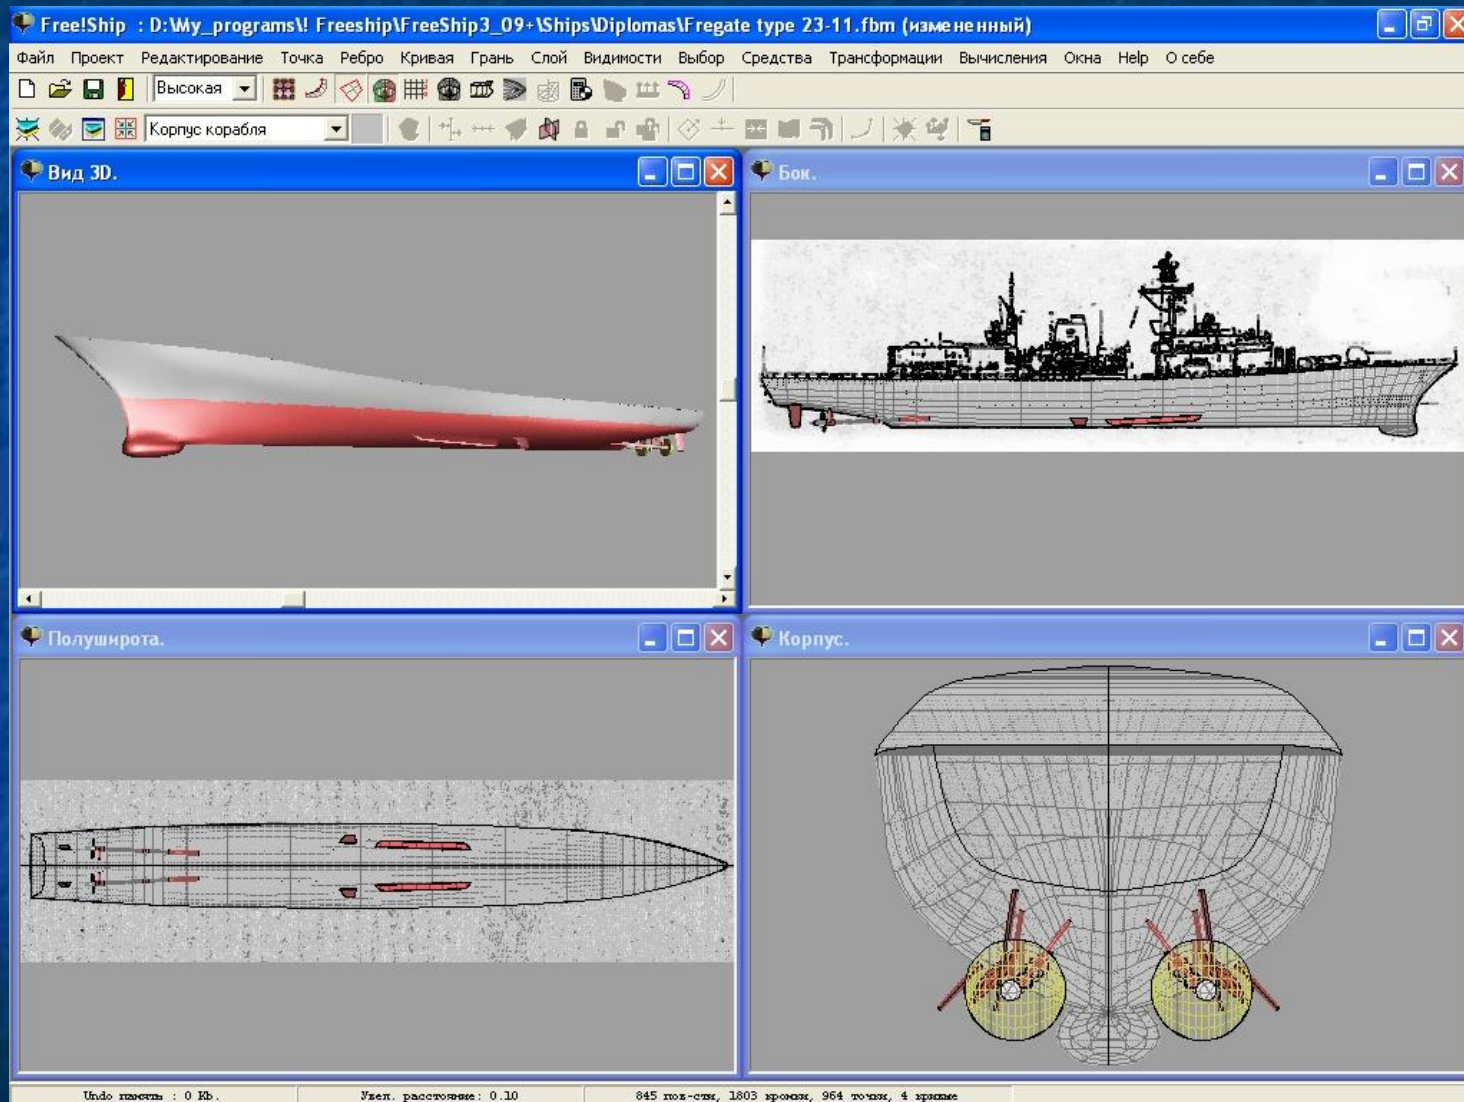 Free!Ship : D:\My_programs\! Freeship\FreeShip3_09+\Ships\Diplomas\Fregate type 23-11.fbm (измененный)
Файл Проект Редактирование Точка Ребро Кривая Грань Слой Видимости Выбор Средства Трансформации Вычисления Окна Help О себе
Высокая
Корпус корабля
Вид 3D.
Бок.
Полуширота.
Корпус.
Undo память : 0 Kb. Увел. расстояние: 0.10 845 пов-сти, 1803 кромки, 964 точки, 4 кривые